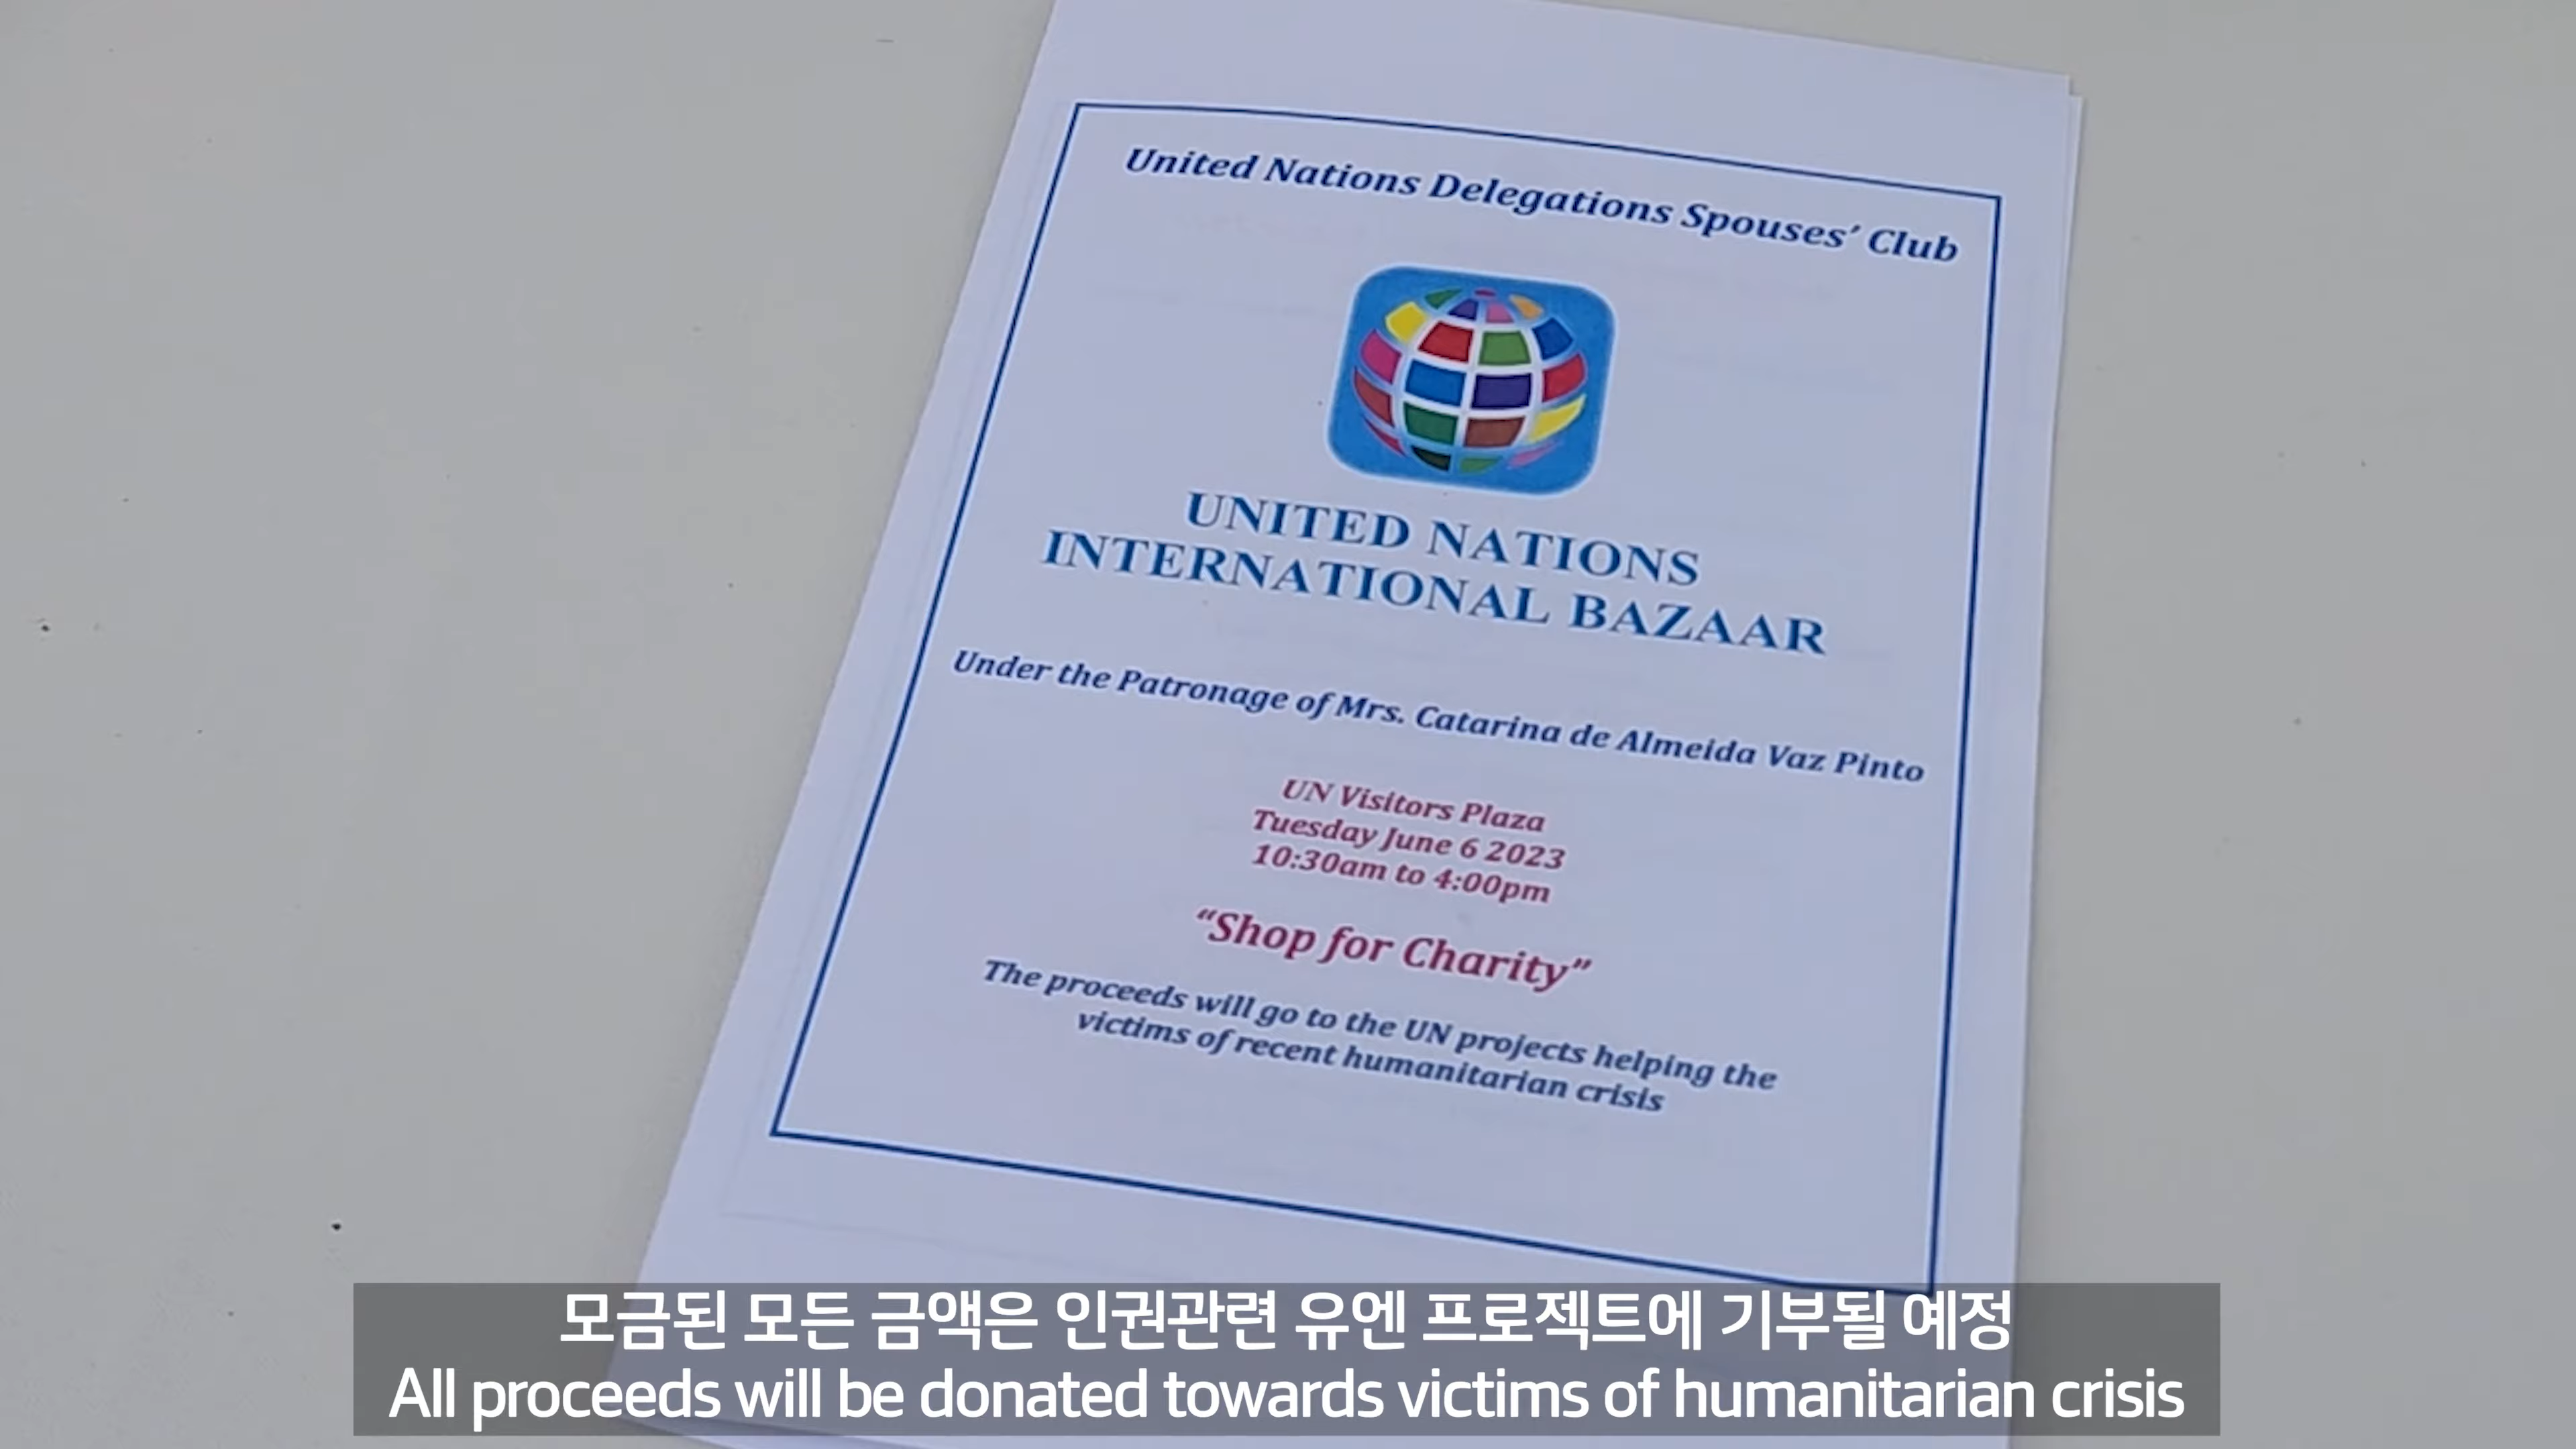 United Nations Delegations Spouses' Club
UNITED NATIONS
INTERNATIONAL BAZAAR
Under the Patronage of Mrs. Catarina de Almeida Vaz Pinto
UN Visitors Plaza
Tuesday June 6 2023
10:30am to 4:00pm
“Shop for Charity”
The proceeds will go to the UN projects helping the
victims of recent humanitarian crisis
모금된 모든 금액은 인권관련 유엔 프로젝트에 기부될 예정
All proceeds will be donated towards victims of humanitarian crisis